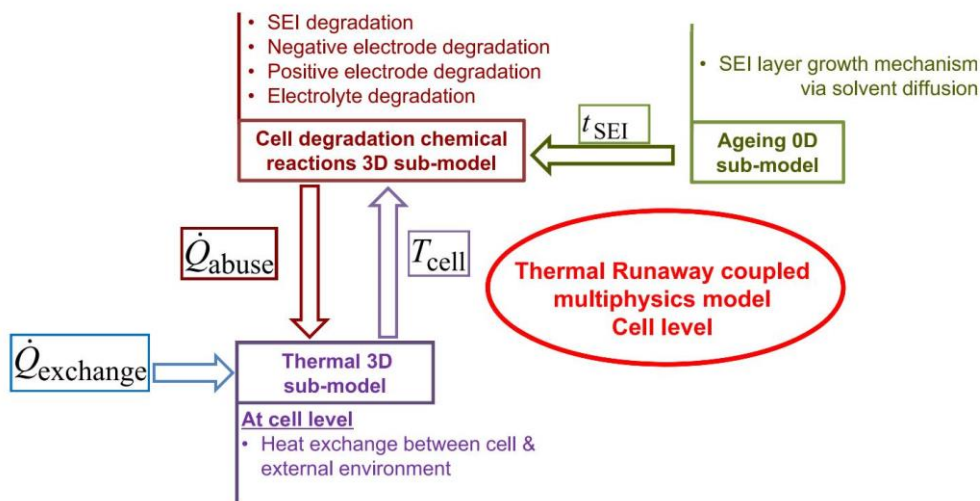 • SEI degradation
• Negative electrode degradation
• Positive electrode degradation
• Electrolyte degradation
• SEI layer growth mechanism
via solvent diffusion
Cell degradation chemical
reactions 3D sub-model
t_SEI
Ageing 0D
sub-model
Q̇_abuse
T_cell
Thermal Runaway coupled
multiphysics model
Cell level
Q̇_exchange
Thermal 3D
sub-model
At cell level
• Heat exchange between cell &
external environment